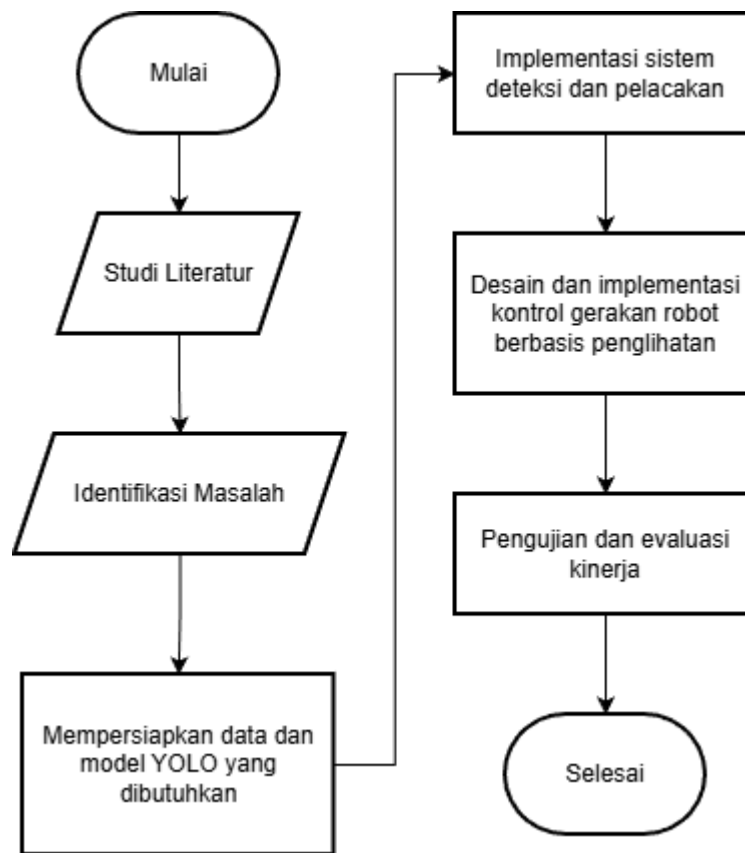 Mulai
Studi Literatur
Identifikasi Masalah
Mempersiapkan data dan
model YOLO yang
dibutuhkan
Implementasi sistem
deteksi dan pelacakan
Desain dan implementasi
kontrol gerakan robot
berbasis penglihatan
Pengujian dan evaluasi
kinerja
Selesai